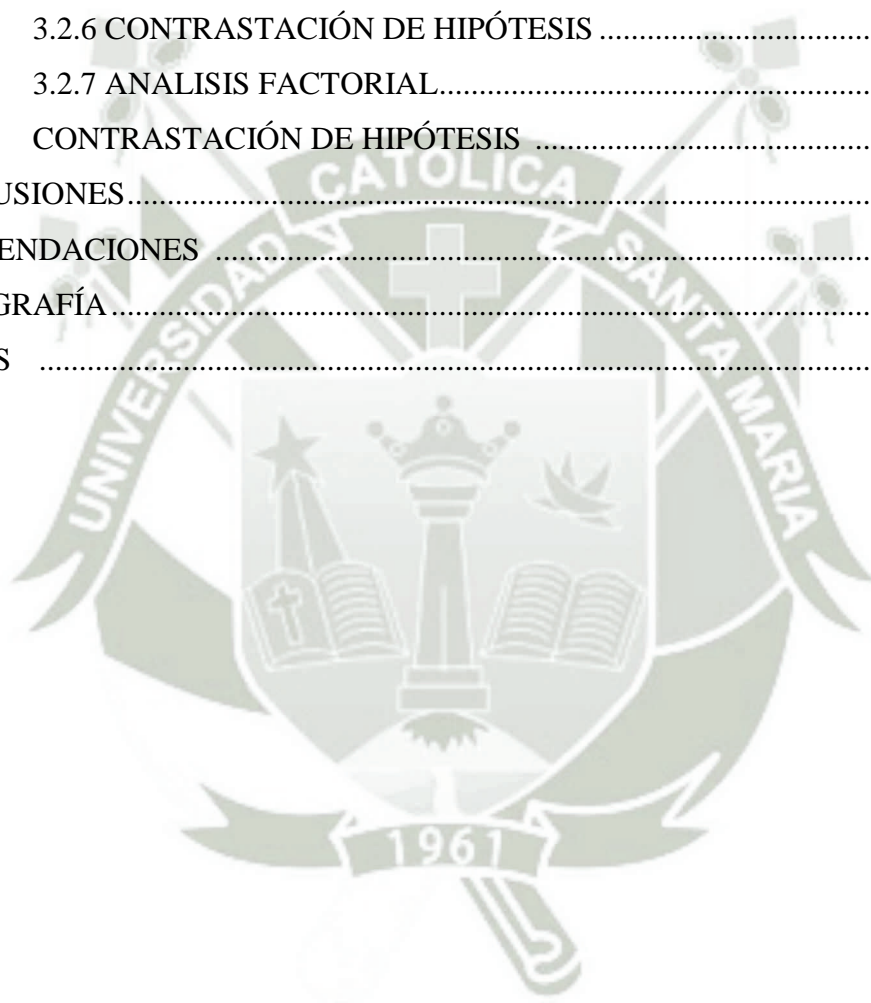 3.2.6 CONTRASTACIÓN DE HIPÓTESIS ....................................
3.2.7 ANALISIS FACTORIAL...........................................................
CONTRASTACIÓN DE HIPÓTESIS .............................................
USIONES..........................................................................................
ENDACIONES ..............................................................................
GRAFÍA............................................................................................
S .......................................................................................................
UNIVERSIDAD CATOLICA SANTA MARIA
1961